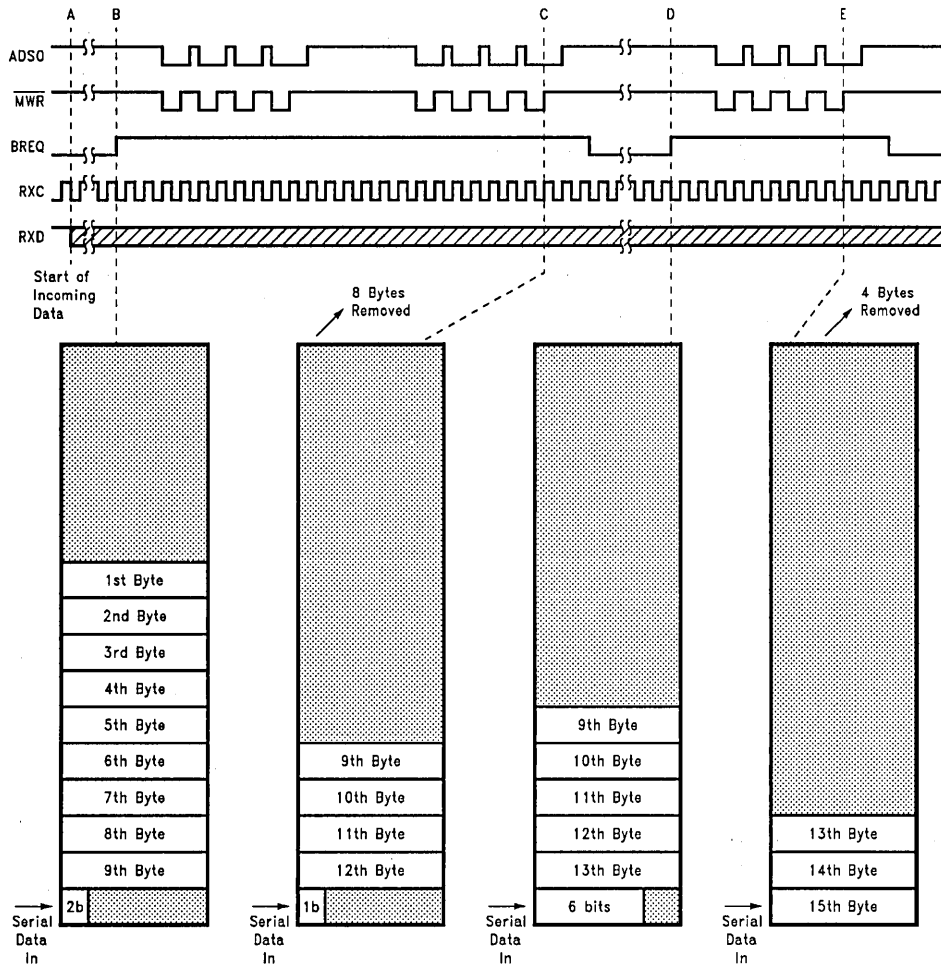 A B C D E
ADS0
MWR
BREQ
RXC
RXD
Start of
Incoming
Data
8 Bytes
Removed
4 Bytes
Removed
1st Byte
2nd Byte
3rd Byte
4th Byte
5th Byte
6th Byte
7th Byte
8th Byte
9th Byte
2b
Serial
Data
In
9th Byte
10th Byte
11th Byte
12th Byte
1b
Serial
Data
In
9th Byte
10th Byte
11th Byte
12th Byte
13th Byte
6 bits
Serial
Data
In
13th Byte
14th Byte
15th Byte
Serial
Data
In